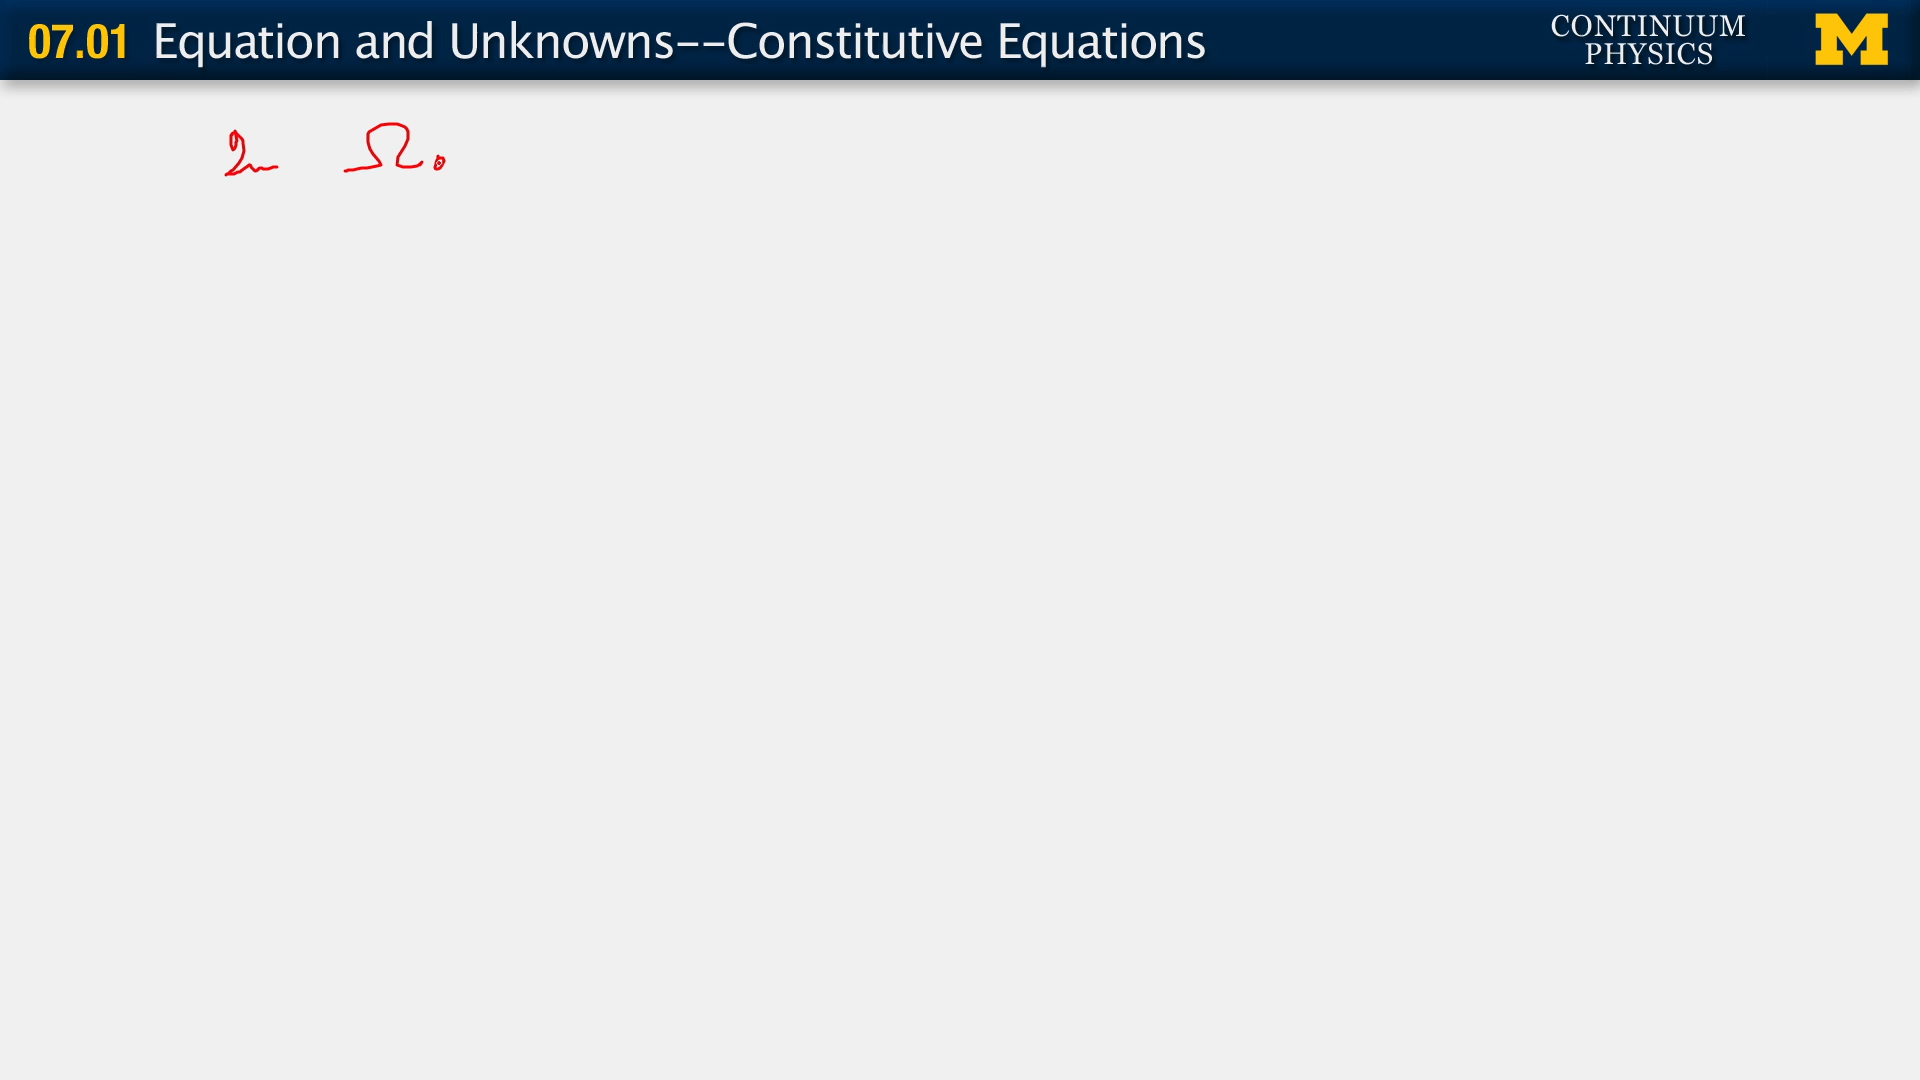 07.01 Equation and Unknowns--Constitutive Equations
CONTINUUM
PHYSICS
M
In Ω₀